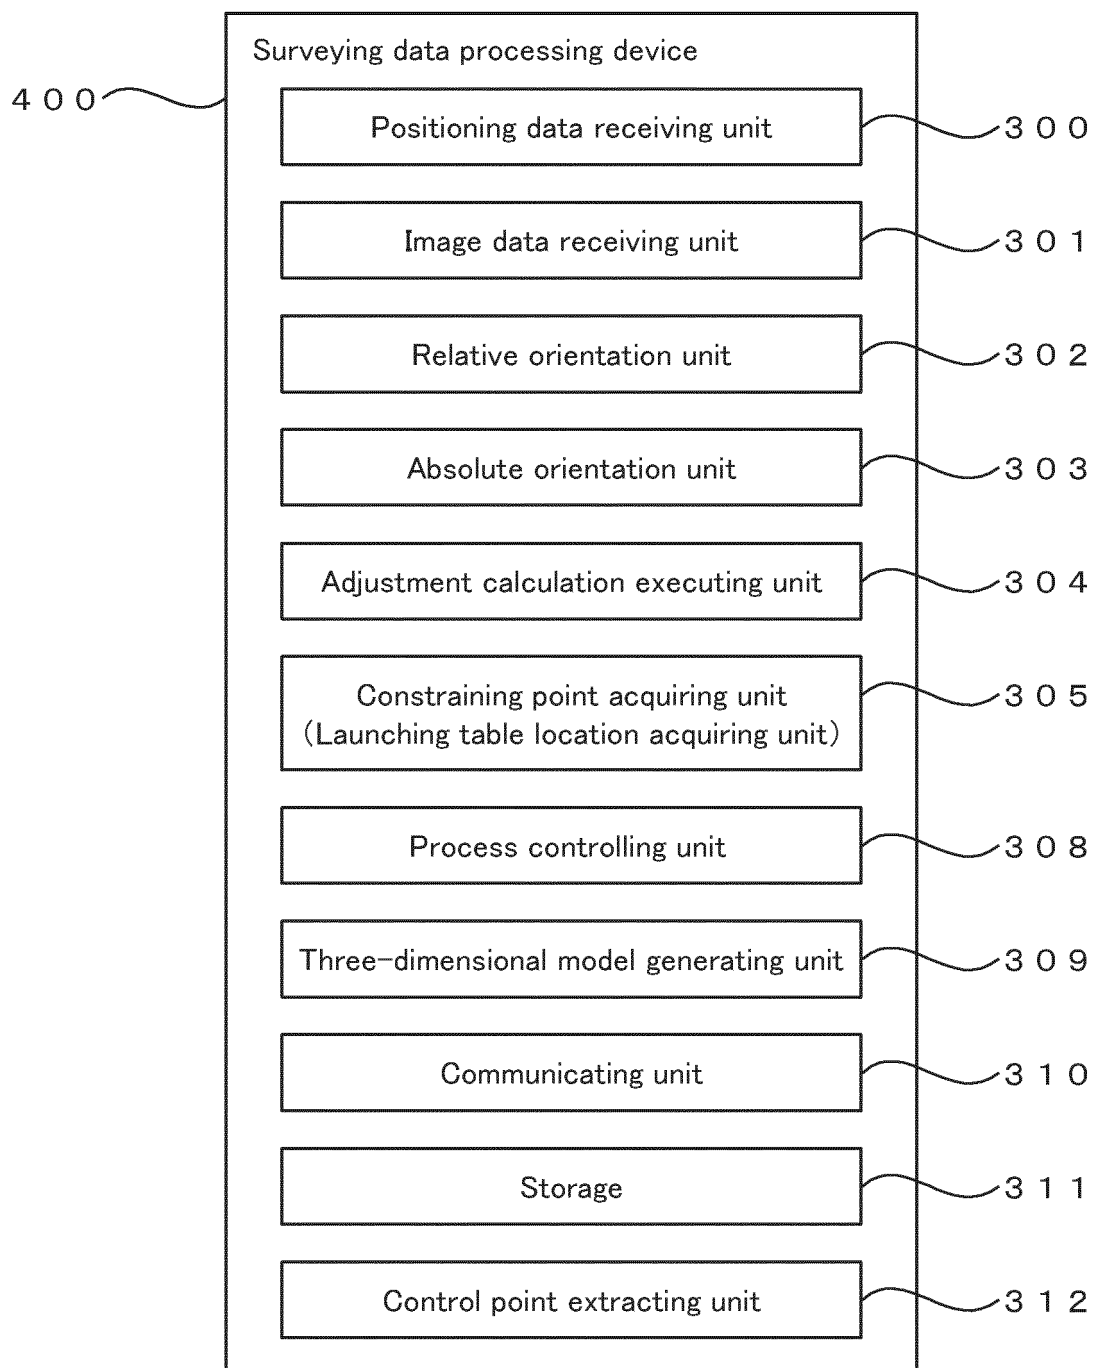 Surveying data processing device
４００
Positioning data receiving unit
３００
Image data receiving unit
３０１
Relative orientation unit
３０２
Absolute orientation unit
３０３
Adjustment calculation executing unit
３０４
Constraining point acquiring unit
（Launching table location acquiring unit）
３０５
Process controlling unit
３０８
Three-dimensional model generating unit
３０９
Communicating unit
３１０
Storage
３１１
Control point extracting unit
３１２